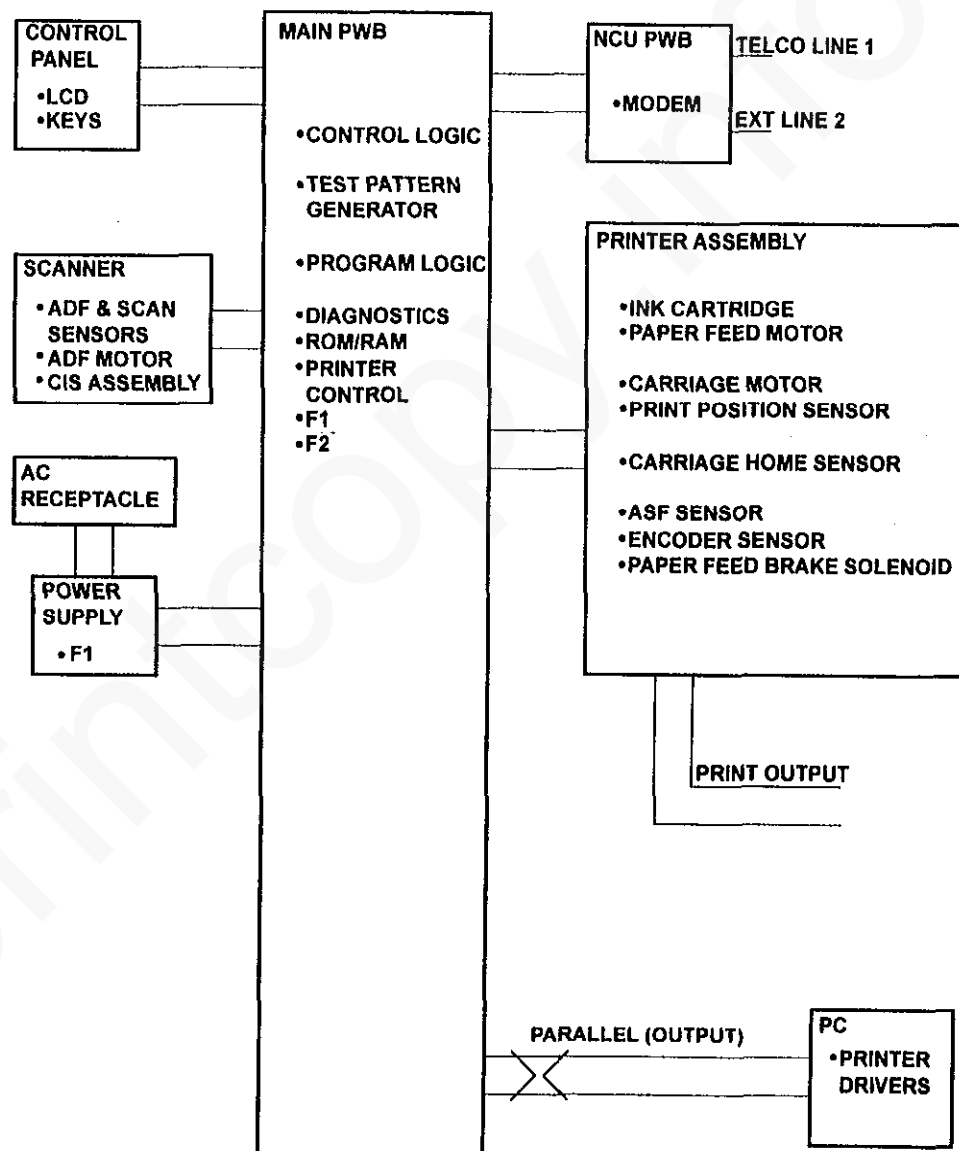 CONTROL
PANEL
•LCD
•KEYS
MAIN PWB
•CONTROL LOGIC
•TEST PATTERN
GENERATOR
•PROGRAM LOGIC
•DIAGNOSTICS
•ROM/RAM
•PRINTER
CONTROL
•F1
•F2
NCU PWB
•MODEM
TELCO LINE 1
EXT LINE 2
SCANNER
•ADF & SCAN
SENSORS
•ADF MOTOR
•CIS ASSEMBLY
PRINTER ASSEMBLY
•INK CARTRIDGE
•PAPER FEED MOTOR
•CARRIAGE MOTOR
•PRINT POSITION SENSOR
•CARRIAGE HOME SENSOR
•ASF SENSOR
•ENCODER SENSOR
•PAPER FEED BRAKE SOLENOID
AC
RECEPTACLE
POWER
SUPPLY
•F1
PRINT OUTPUT
PARALLEL (OUTPUT)
PC
•PRINTER
DRIVERS
printcopy.info